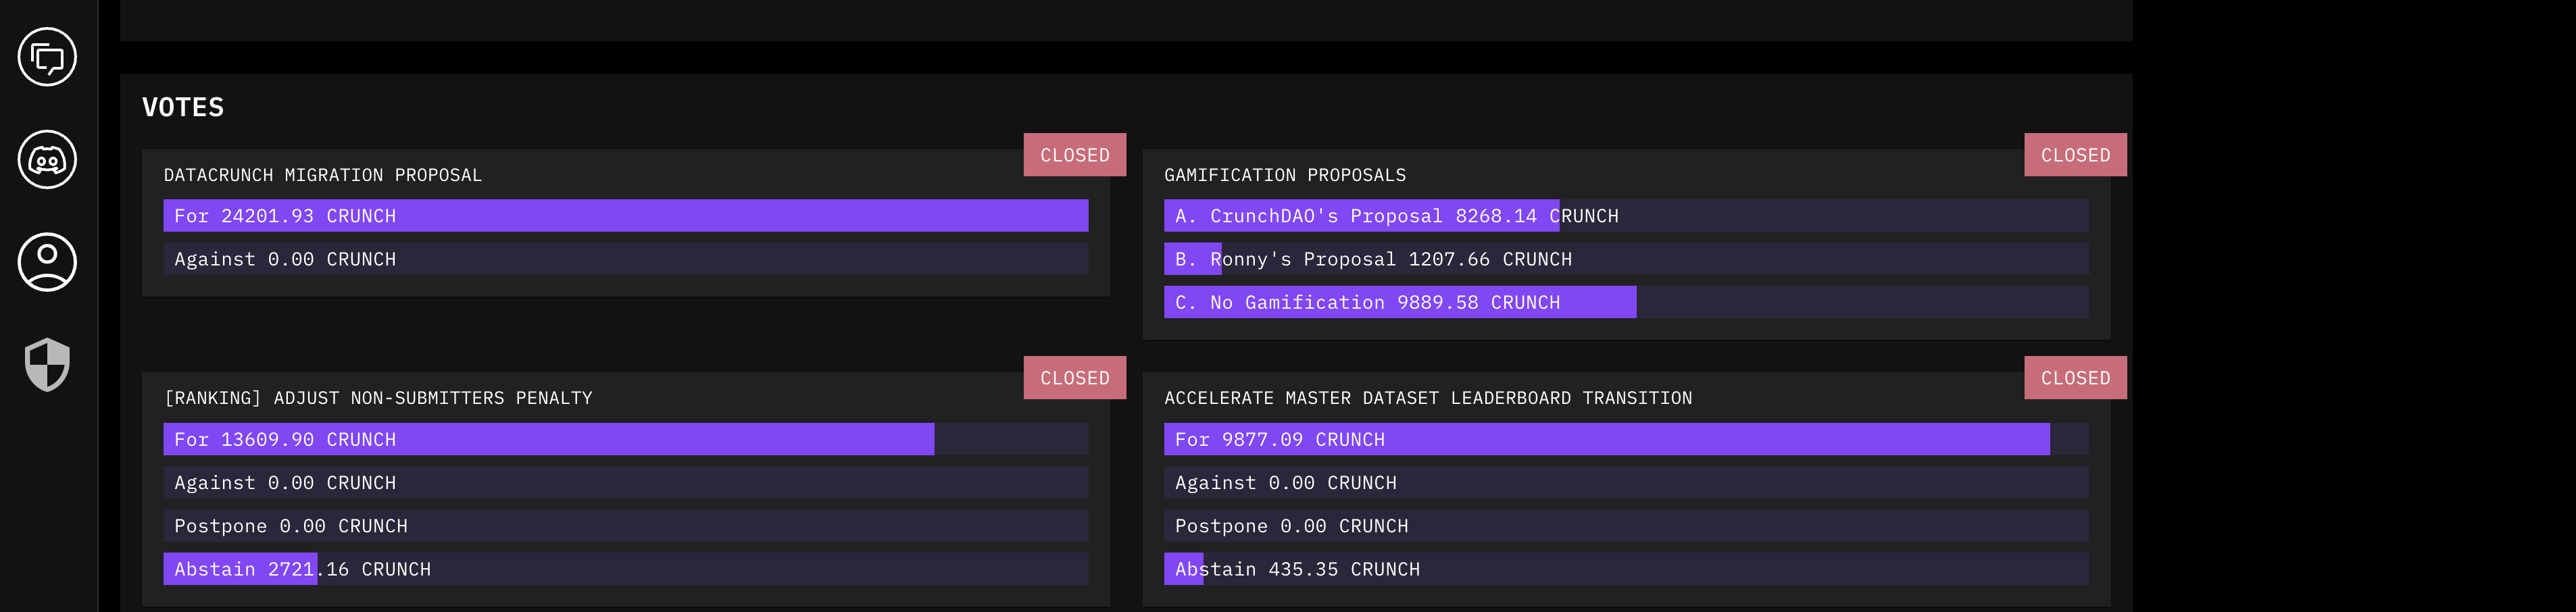 VOTES
CLOSED
DATACRUNCH MIGRATION PROPOSAL
For 24201.93 CRUNCH
Against 0.00 CRUNCH
CLOSED
GAMIFICATION PROPOSALS
A. CrunchDAO's Proposal 8268.14 CRUNCH
B. Ronny's Proposal 1207.66 CRUNCH
C. No Gamification 9889.58 CRUNCH
CLOSED
[RANKING] ADJUST NON-SUBMITTERS PENALTY
For 13609.90 CRUNCH
Against 0.00 CRUNCH
Postpone 0.00 CRUNCH
Abstain 2721.16 CRUNCH
CLOSED
ACCELERATE MASTER DATASET LEADERBOARD TRANSITION
For 9877.09 CRUNCH
Against 0.00 CRUNCH
Postpone 0.00 CRUNCH
Abstain 435.35 CRUNCH